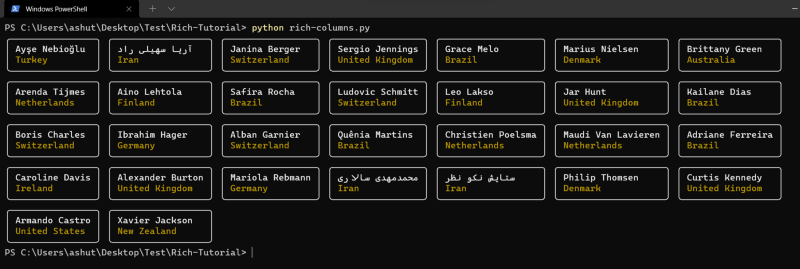 Windows PowerShell
PS C:\Users\ashut\Desktop\Test\Rich-Tutorial> python rich-columns.py
Ayşe Nebioğlu آریا سهیلی راد Janina Berger Sergio Jennings Grace Melo Marius Nielsen Brittany Green
Turkey Iran Switzerland United Kingdom Brazil Denmark Australia
Arenda Tijmes Aino Lehtola Safira Rocha Ludovic Schmitt Leo Lakso Jar Hunt Kailane Dias
Netherlands Finland Brazil Switzerland Finland United Kingdom Brazil
Boris Charles Ibrahim Hager Alban Garnier Quênia Martins Christien Poelsma Maudi Van Lavieren Adriane Ferreira
Switzerland Germany Switzerland Brazil Netherlands Netherlands Brazil
Caroline Davis Alexander Burton Mariola Rebmann محمدمهدی سالاری ستایش نکو نظر Philip Thomsen Curtis Kennedy
Ireland United Kingdom Germany Iran Iran Denmark United Kingdom
Armando Castro Xavier Jackson
United States New Zealand
PS C:\Users\ashut\Desktop\Test\Rich-Tutorial>